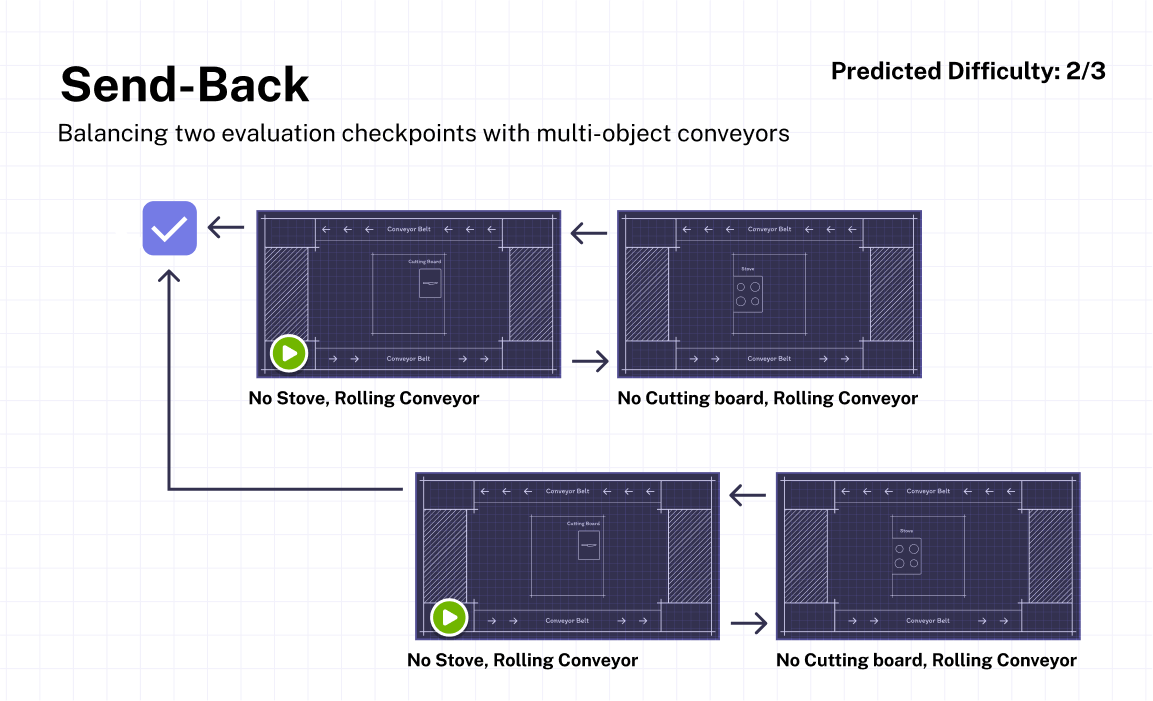 Send-Back
Predicted Difficulty: 2/3
Balancing two evaluation checkpoints with multi-object conveyors
Conveyor Belt
Cutting Board
Conveyor Belt
No Stove, Rolling Conveyor
Conveyor Belt
Stove
Conveyor Belt
No Cutting board, Rolling Conveyor
Conveyor Belt
Cutting Board
Conveyor Belt
No Stove, Rolling Conveyor
Conveyor Belt
Stove
Conveyor Belt
No Cutting board, Rolling Conveyor